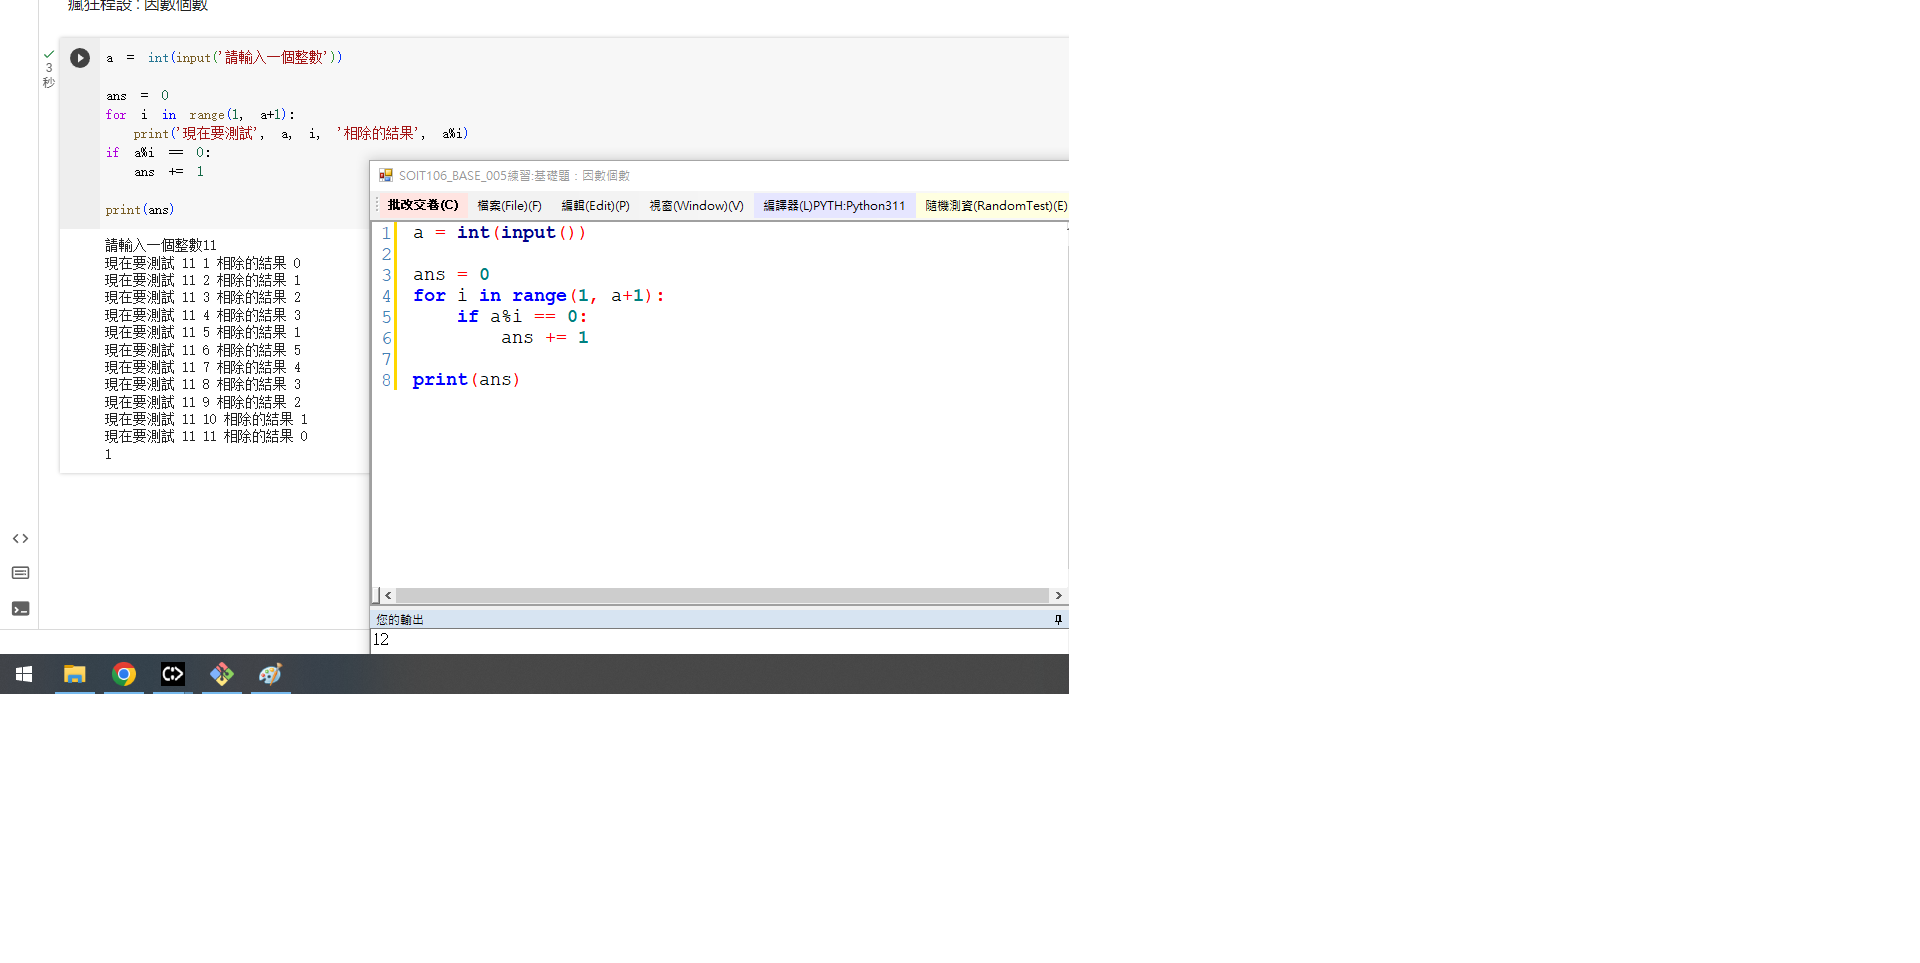 瘋狂程設 : 因數個數
3
秒
a = int(input('請輸入一個整數'))
ans = 0
for i in range(1, a+1):
print('現在要測試', a, i, '相除的結果', a%i)
if a%i == 0:
ans += 1
print(ans)
請輸入一個整數11
現在要測試 11 1 相除的結果 0
現在要測試 11 2 相除的結果 1
現在要測試 11 3 相除的結果 2
現在要測試 11 4 相除的結果 3
現在要測試 11 5 相除的結果 1
現在要測試 11 6 相除的結果 5
現在要測試 11 7 相除的結果 4
現在要測試 11 8 相除的結果 3
現在要測試 11 9 相除的結果 2
現在要測試 11 10 相除的結果 1
現在要測試 11 11 相除的結果 0
1
SOIT106_BASE_005練習:基礎題：因數個數
批改交卷(C) 檔案(File)(F) 編輯(Edit)(P) 視窗(Window)(V) 編譯器(L)PYTH:Python311 隨機測資(RandomTest)(E)
1 a = int(input())
2
3 ans = 0
4 for i in range(1, a+1):
5 if a%i == 0:
6 ans += 1
7
8 print(ans)
您的輸出
12